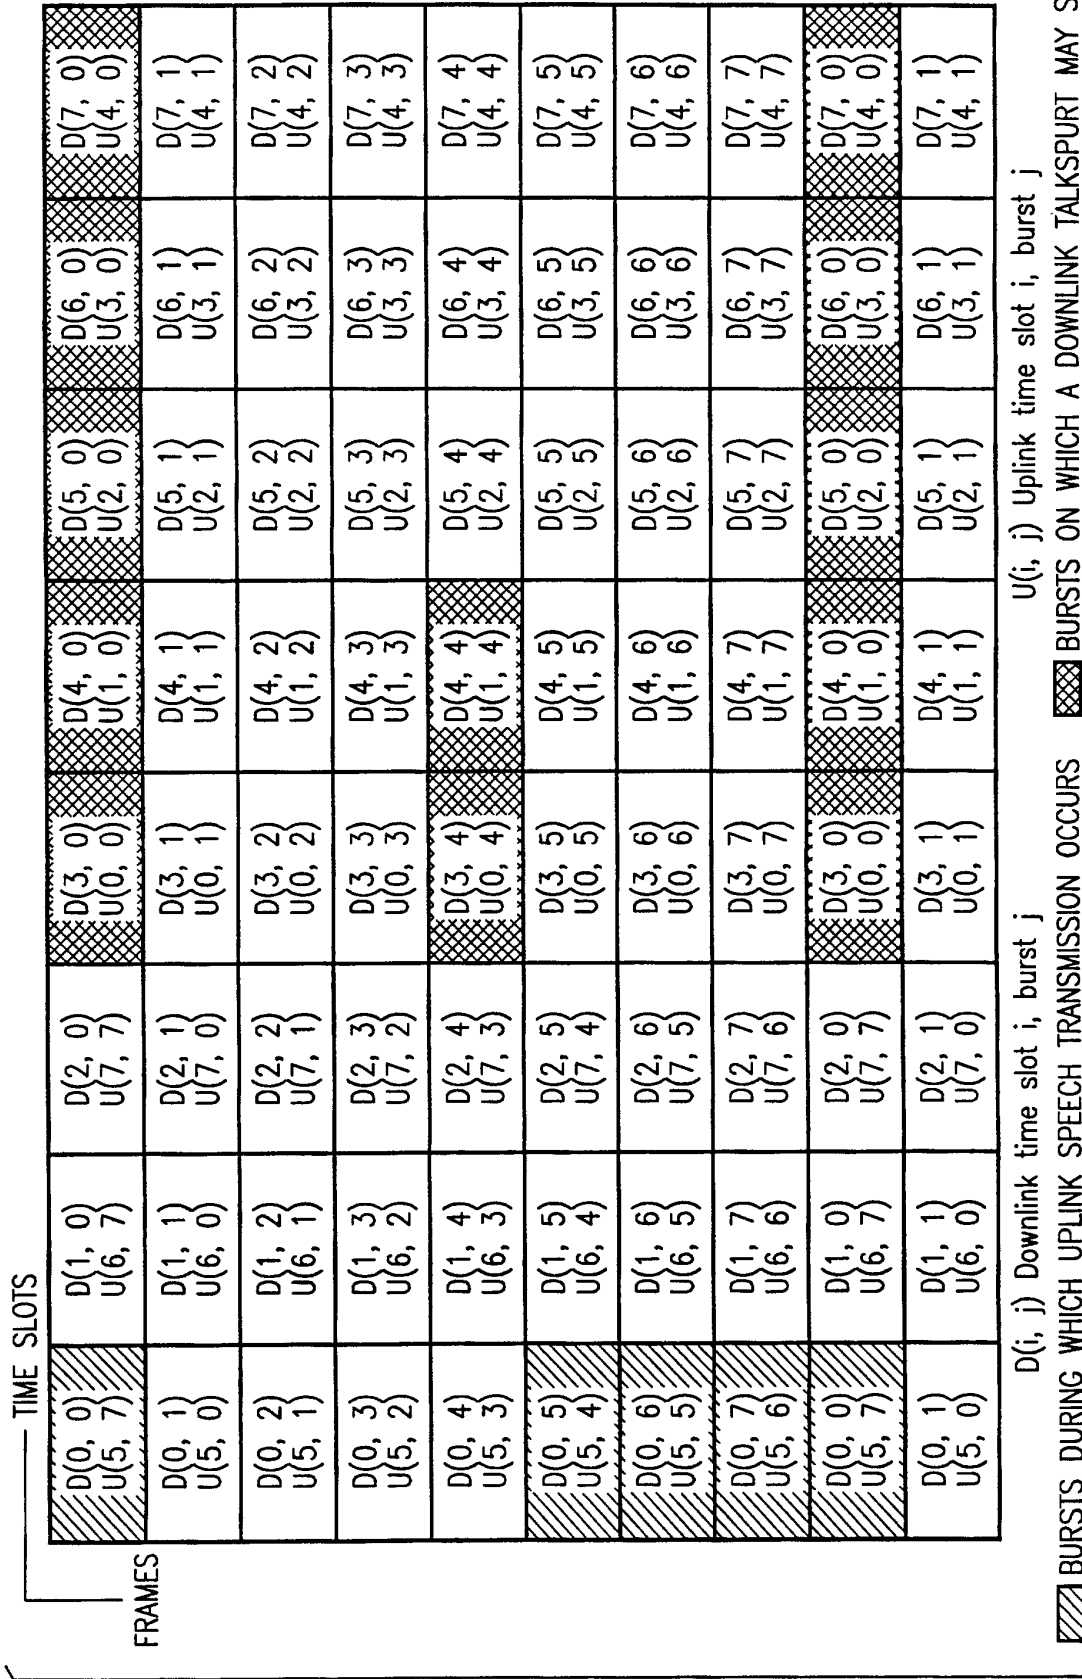 TIME SLOTS
FRAMES
D(0, 0) D(1, 0) D(2, 0) D(3, 0) D(4, 0) D(5, 0) D(6, 0) D(7, 0)
U(5, 7) U(6, 7) U(7, 7) U(0, 0) U(1, 0) U(2, 0) U(3, 0) U(4, 0)
D(0, 1) D(1, 1) D(2, 1) D(3, 1) D(4, 1) D(5, 1) D(6, 1) D(7, 1)
U(5, 0) U(6, 0) U(7, 0) U(0, 1) U(1, 1) U(2, 1) U(3, 1) U(4, 1)
D(0, 2) D(1, 2) D(2, 2) D(3, 2) D(4, 2) D(5, 2) D(6, 2) D(7, 2)
U(5, 1) U(6, 1) U(7, 1) U(0, 2) U(1, 2) U(2, 2) U(3, 2) U(4, 2)
D(0, 3) D(1, 3) D(2, 3) D(3, 3) D(4, 3) D(5, 3) D(6, 3) D(7, 3)
U(5, 2) U(6, 2) U(7, 2) U(0, 3) U(1, 3) U(2, 3) U(3, 3) U(4, 3)
D(0, 4) D(1, 4) D(2, 4) D(3, 4) D(4, 4) D(5, 4) D(6, 4) D(7, 4)
U(5, 3) U(6, 3) U(7, 3) U(0, 4) U(1, 4) U(2, 4) U(3, 4) U(4, 4)
D(0, 5) D(1, 5) D(2, 5) D(3, 5) D(4, 5) D(5, 5) D(6, 5) D(7, 5)
U(5, 4) U(6, 4) U(7, 4) U(0, 5) U(1, 5) U(2, 5) U(3, 5) U(4, 5)
D(0, 6) D(1, 6) D(2, 6) D(3, 6) D(4, 6) D(5, 6) D(6, 6) D(7, 6)
U(5, 5) U(6, 5) U(7, 5) U(0, 6) U(1, 6) U(2, 6) U(3, 6) U(4, 6)
D(0, 7) D(1, 7) D(2, 7) D(3, 7) D(4, 7) D(5, 7) D(6, 7) D(7, 7)
U(5, 6) U(6, 6) U(7, 6) U(0, 7) U(1, 7) U(2, 7) U(3, 7) U(4, 7)
D(0, 0) D(1, 0) D(2, 0) D(3, 0) D(4, 0) D(5, 0) D(6, 0) D(7, 0)
U(5, 7) U(6, 7) U(7, 7) U(0, 0) U(1, 0) U(2, 0) U(3, 0) U(4, 0)
D(0, 1) D(1, 1) D(2, 1) D(3, 1) D(4, 1) D(5, 1) D(6, 1) D(7, 1)
U(5, 0) U(6, 0) U(7, 0) U(0, 1) U(1, 1) U(2, 1) U(3, 1) U(4, 1)
D(i, j) Downlink time slot i, burst j U(i, j) Uplink time slot i, burst j
BURSTS DURING WHICH UPLINK SPEECH TRANSMISSION OCCURS BURSTS ON WHICH A DOWNLINK TALKSPURT MAY S